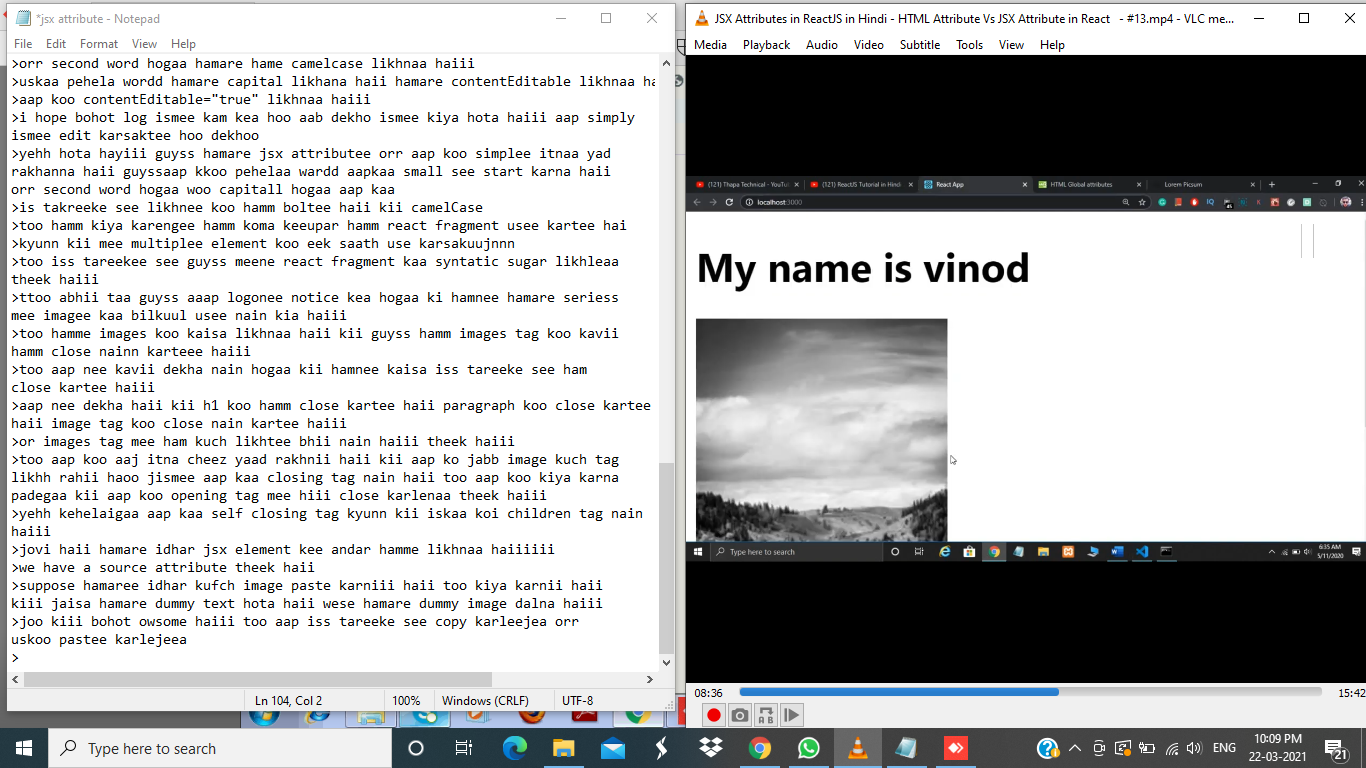 *jsx attribute - Notepad
File Edit Format View Help
>orr second word hogaa hamare hame camelcase likhnaa haiii
>uskaa pehela wordd hamare capital likhana haii hamare contentEditable likhnaa ha
>aap koo contentEditable="true" likhnaa haiii
>i hope bohot log ismee kam kea hoo aab dekho ismee kiya hota haiii aap simply
ismee edit karsaktee hoo dekhoo
>yehh hota hayiii guyss hamare jsx attributee orr aap koo simplee itnaa yad
rakhanna haii guyssaap kkoo pehelaa wardd aapkaa small see start karna haii
orr second word hogaa woo capitall hogaa aap kaa
>is takreeke see likhnee koo hamm boltee haii kii camelCase
>too hamm kiya karengee hamm koma keeupar hamm react fragment usee kartee hai
>kyunn kii mee multiplee element koo eek saath use karsakuujnnn
>too iss tareekee see guyss meene react fragment kaa syntatic sugar likhleaa
theek haiii
>ttoo abhii taa guyss aaap logonee notice kea hogaa ki hamnee hamare seriess
mee imagee kaa bilkuul usee nain kia haiii
>too hamme images koo kaisa likhnaa haii kii guyss hamm images tag koo kavii
hamm close nainn karteee haiii
>too aap nee kavii dekha nain hogaa kii hamnee kaisa iss tareeke see ham
close kartee haiii
>aap nee dekha haii kii h1 koo hamm close kartee haii paragraph koo close kartee
haii image tag koo close nain kartee haiii
>or images tag mee ham kuch likhtee bhii nain haiii theek haiii
>too aap koo aaj itna cheez yaad rakhnii haii kii aap ko jabb image kuch tag
likhh rahii haoo jismee aap kaa closing tag nain haii too aap koo kiya karna
padegaa kii aap koo opening tag mee hiii close karlenaa theek haiii
>yehh kehelaigaa aap kaa self closing tag kyunn kii iskaa koi children tag nain
haiii
>jovi haii hamare idhar jsx element kee andar hamme likhnaa haiiiiii
>we have a source attribute theek haii
>suppose hamaree idhar kufch image paste karniii haii too kiya karnii haii
kiii jaisa hamare dummy text hota haii wese hamare dummy image dalna haiii
>joo kiii bohot owsome haiii too aap iss tareeke see copy karleejea orr
uskoo pastee karlejeea
>
Ln 104, Col 2 100% Windows (CRLF) UTF-8
JSX Attributes in ReactJS in Hindi - HTML Attribute Vs JSX Attribute in React - #13.mp4 - VLC me...
Media Playback Audio Video Subtitle Tools View Help
(121) Thapa Technical - YouTu (121) ReactJS Tutorial in Hindi React App HTML Global attributes Lorem Picsum
localhost:3000
My name is vinod
Type here to search
6:35 AM
5/11/2020
08:36 15:42
Type here to search
ENG
10:09 PM
22-03-2021
21